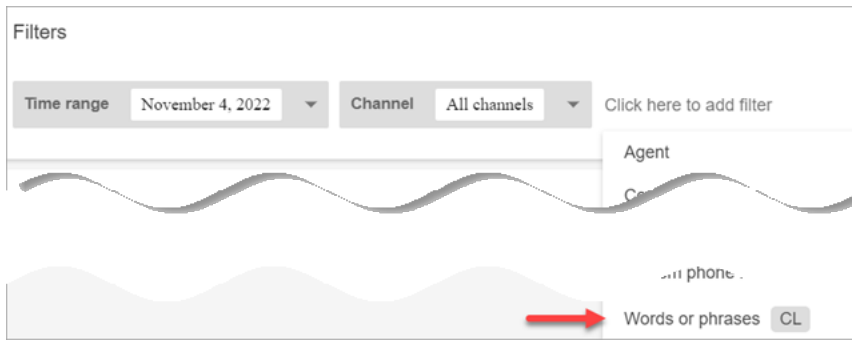 Filters
Time range November 4, 2022 Channel All channels Click here to add filter
Agent
phone
Words or phrases CL